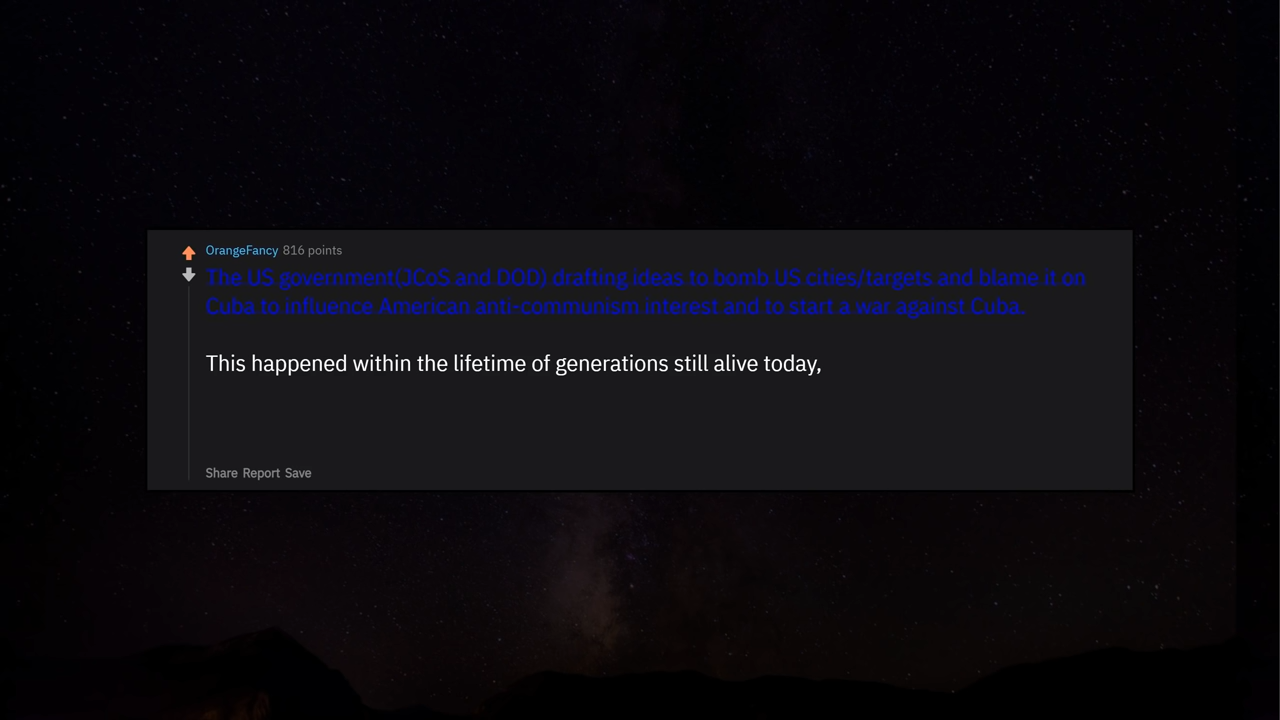 OrangeFancy 816 points
The US government(JCoS and DOD) drafting ideas to bomb US cities/targets and blame it on
Cuba to influence American anti-communism interest and to start a war against Cuba.
This happened within the lifetime of generations still alive today,
Share Report Save